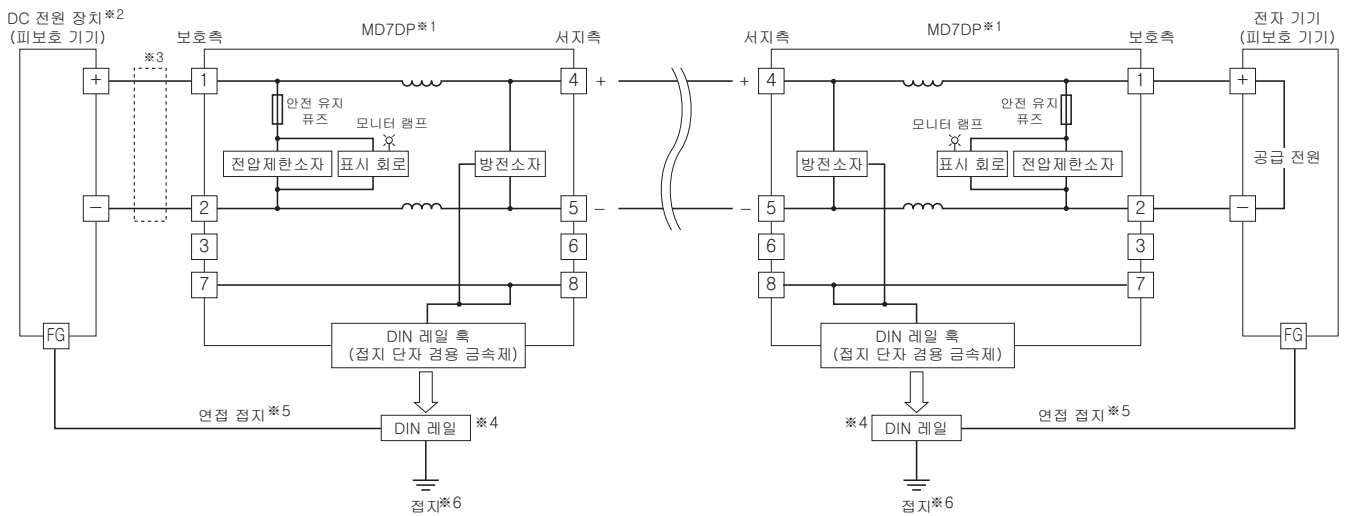 DC 전원 장치※2
(피보호 기기)
보호측
MD7DP※1
서지측
※3
+
1
4
+
안전 유지
퓨즈
모니터 램프
전압제한소자
표시 회로
방전소자
−
2
5
−
3
6
7
8
FG
DIN 레일 훅
(접지 단자 겸용 금속제)
연접 접지※5
DIN 레일
※4
접지※6
서지측
MD7DP※1
보호측
전자 기기
(피보호 기기)
+
4
1
+
안전 유지
퓨즈
모니터 램프
방전소자
표시 회로
전압제한소자
공급 전원
−
5
2
−
6
3
8
7
DIN 레일 훅
(접지 단자 겸용 금속제)
FG
※4
DIN 레일
연접 접지※5
접지※6